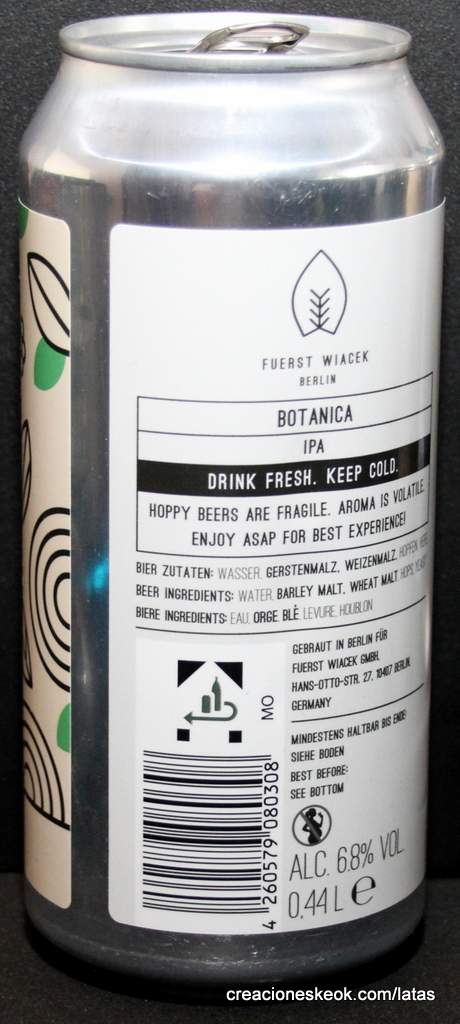 FUERST WIACEK
BERLIN
BOTANICA
IPA
DRINK FRESH. KEEP COLD.
HOPPY BEERS ARE FRAGILE. AROMA IS VOLATILE.
ENJOY ASAP FOR BEST EXPERIENCE!
BIER ZUTATEN: WASSER, GERSTENMALZ, WEIZENMALZ, HOPFEN, HEFE
BEER INGREDIENTS: WATER, BARLEY MALT, WHEAT MALT, HOPS, YEAST
BIERE INGREDIENTS: EAU, ORGE, BLÈ, LEVURE, HOUBLON
GEBRAUT IN BERLIN FÜR
FUERST WIACEK GMBH,
HANS-OTTO-STR. 27, 10407 BERLIN,
GERMANY
MINDESTENS HALTBAR BIS ENDE:
SIEHE BODEN
BEST BEFORE:
SEE BOTTOM
MO
4 260579 080308
ALC. 6.8% VOL.
0,44 L e
creacioneskeok.com/latas